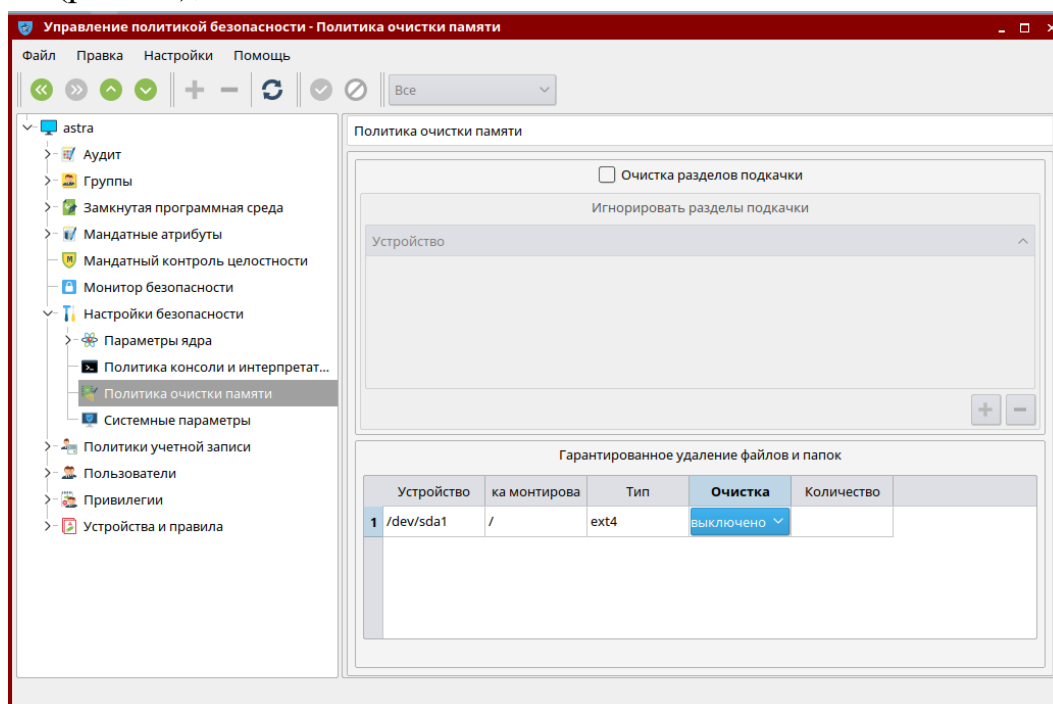 Управление политикой безопасности - Политика очистки памяти
Файл Правка Настройки Помощь
Все
astra
Аудит
Группы
Замкнутая программная среда
Мандатные атрибуты
Мандатный контроль целостности
Монитор безопасности
Настройки безопасности
Параметры ядра
Политика консоли и интерпретат...
Политика очистки памяти
Системные параметры
Политики учетной записи
Пользователи
Привилегии
Устройства и правила
Политика очистки памяти
Очистка разделов подкачки
Игнорировать разделы подкачки
Устройство
Гарантированное удаление файлов и папок
Устройство ка монтирова Тип Очистка Количество
1 /dev/sda1 / ext4 выключено